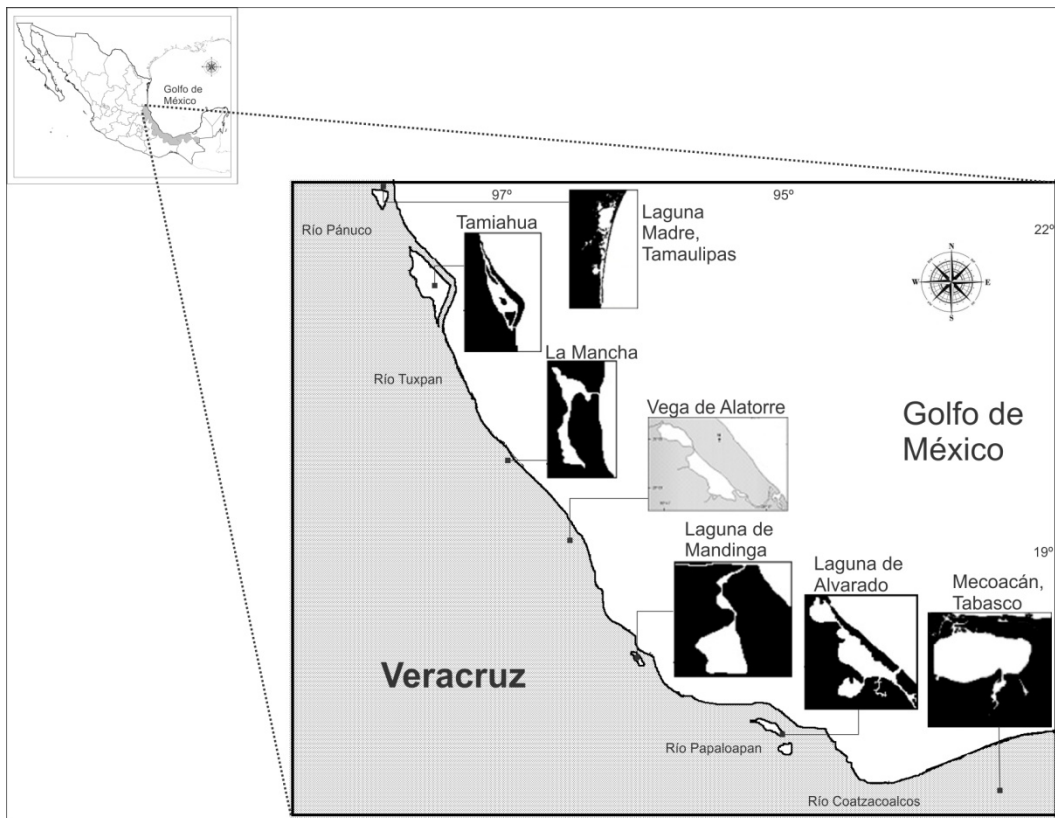 Golfo de
México
97º
95º
22º
Río Pánuco
Tamiahua
Laguna
Madre,
Tamaulipas
N
W
E
S
La Mancha
Río Tuxpan
Vega de Alatorre
Golfo de
México
Laguna de
Mandinga
19º
Laguna de
Alvarado
Mecoacán,
Tabasco
Veracruz
Río Papaloapan
Río Coatzacoalcos